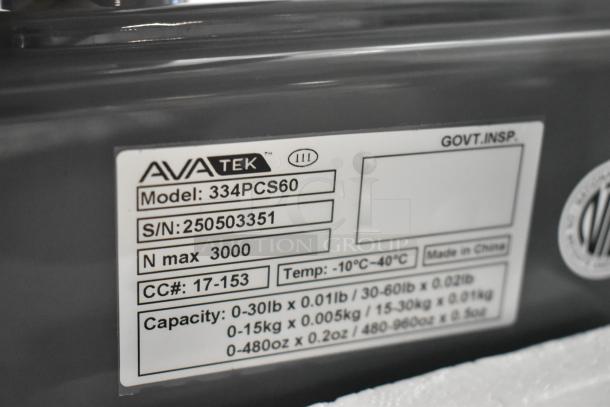 AVATEK™ III
GOVT.INSP.
Model: 334PCS60
S/N:250503351
N max 3000
CC#: 17-153
Temp: -10°C~40°C
Made in China
Capacity: 0-30lb x 0.01lb / 30-60lb x 0.02lb
0-15kg x 0.005kg / 15-30kg x 0.01kg
0-480oz x 0.2oz / 480-960oz x 0.5oz